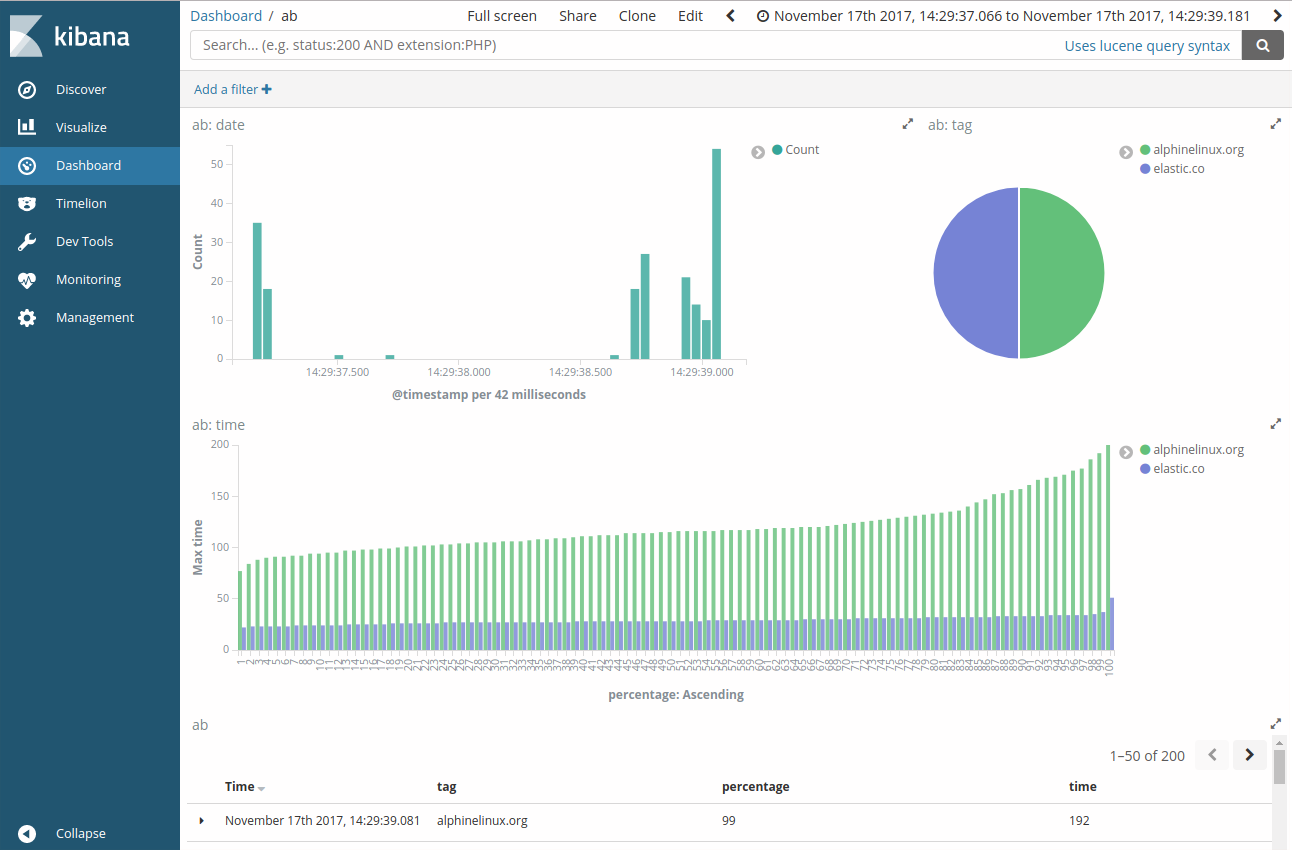 kibana
Discover
Visualize
Dashboard
Timelion
Dev Tools
Monitoring
Management
Collapse
Dashboard / ab Full screen Share Clone Edit November 17th 2017, 14:29:37.066 to November 17th 2017, 14:29:39.181
Search... (e.g. status:200 AND extension:PHP) Uses lucene query syntax
Add a filter
ab: date
Count
50
40
30
20
10
0
14:29:37.500 14:29:38.000 14:29:38.500 14:29:39.000
@timestamp per 42 milliseconds
Count
ab: tag
alphinelinux.org
elastic.co
ab: time
Max time
200
150
100
50
0
1 2 3 4 5 6 7 8 9 10 11 12 13 14 15 16 17 18 19 20 21 22 23 24 25 26 27 28 29 30 31 32 33 34 35 36 37 38 39 40 41 42 43 44 45 46 47 48 49 50 51 52 53 54 55 56 57 58 59 60 61 62 63 64 65 66 67 68 69 70 71 72 73 74 75 76 77 78 79 80 81 82 83 84 85 86 87 88 89 90 91 92 93 94 95 96 97 98 99 100
percentage: Ascending
alphinelinux.org
elastic.co
ab
1–50 of 200
Time tag percentage time
November 17th 2017, 14:29:39.081 alphinelinux.org 99 192